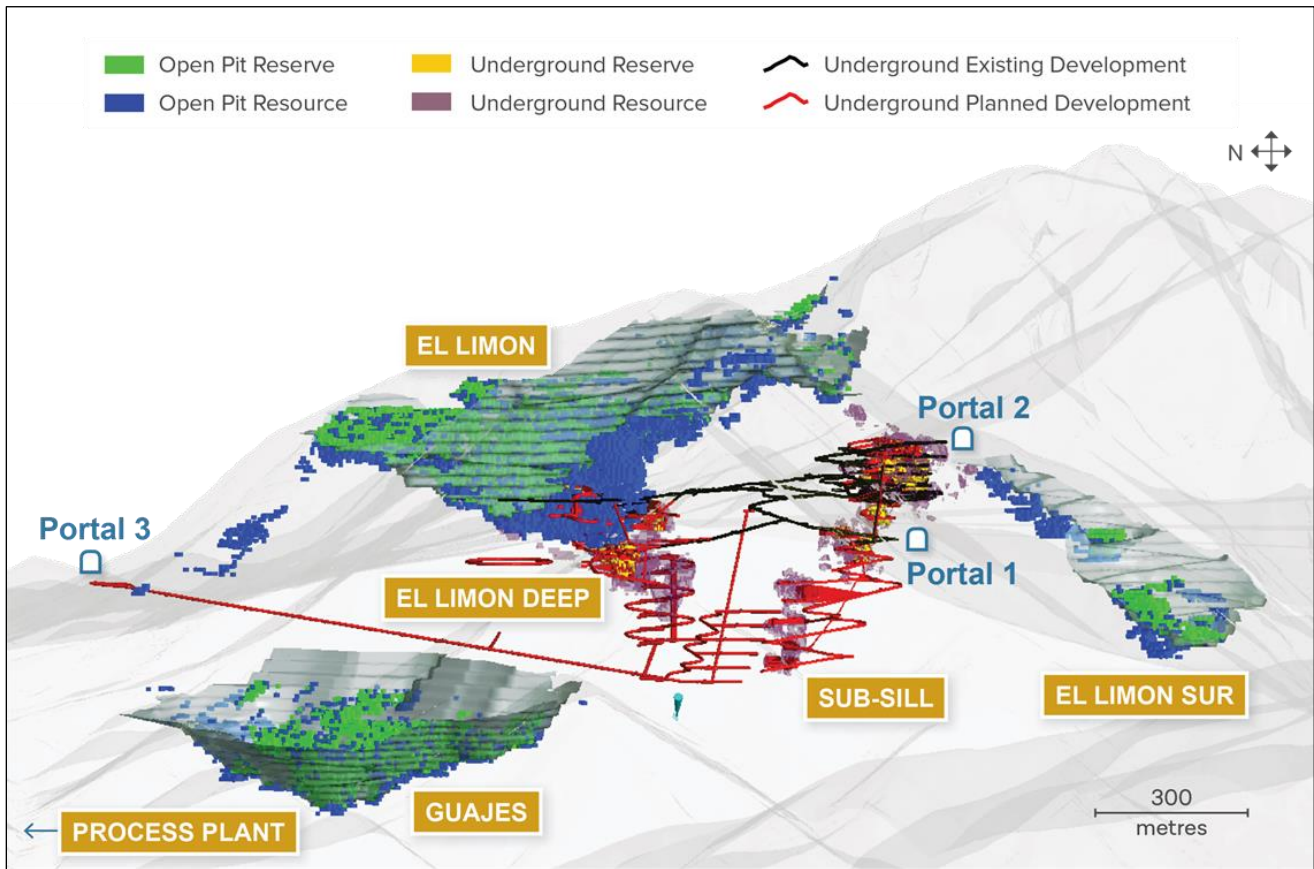 Open Pit Reserve
Underground Reserve
Underground Existing Development
Open Pit Resource
Underground Resource
Underground Planned Development
N
EL LIMON
Portal 2
Portal 3
Portal 1
EL LIMON DEEP
SUB-SILL
EL LIMON SUR
GUAJES
300
metres
PROCESS PLANT